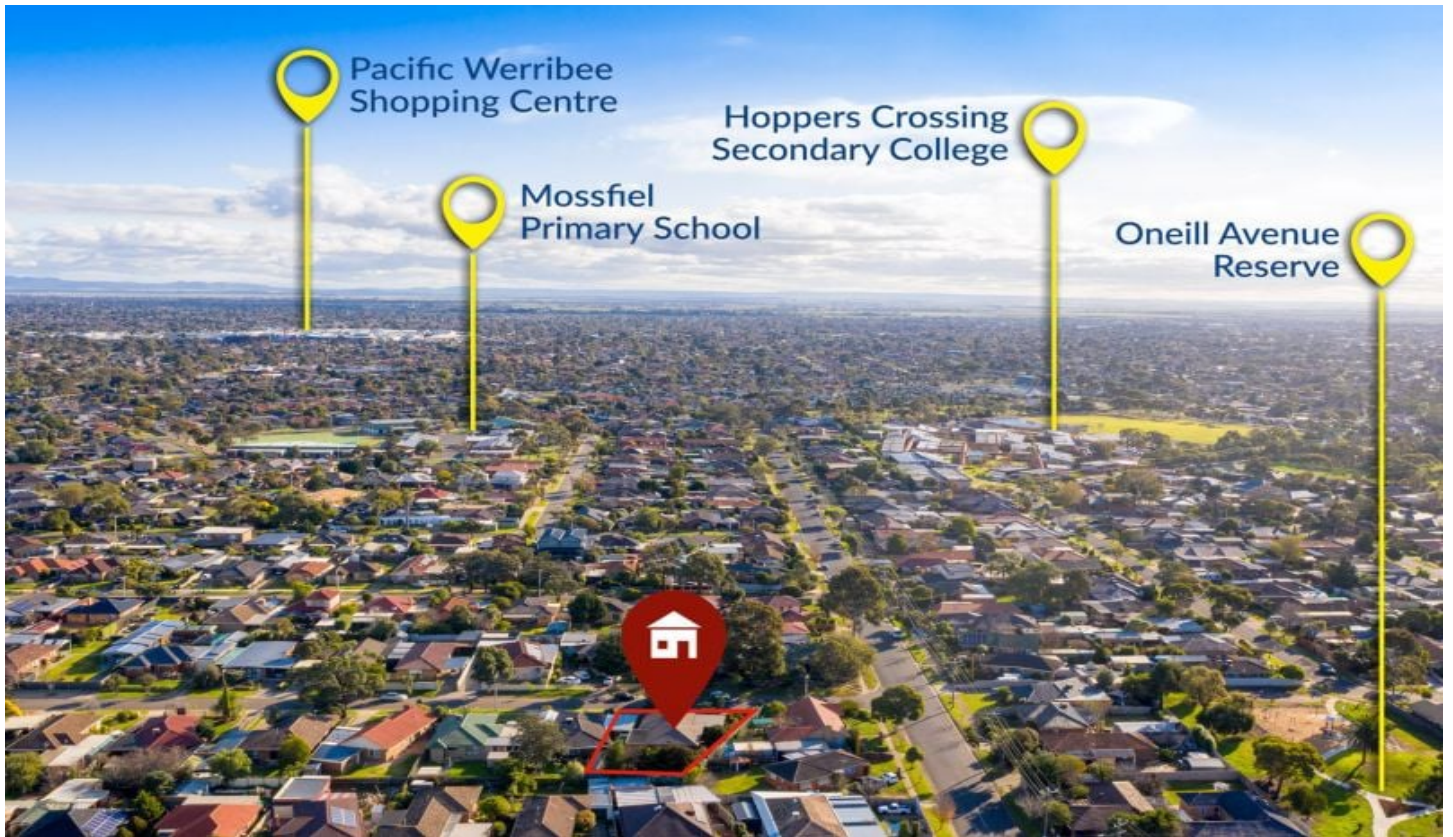 Pacific Werribee
Shopping Centre
Mossfiel
Primary School
Hoppers Crossing
Secondary College
Oneill Avenue
Reserve